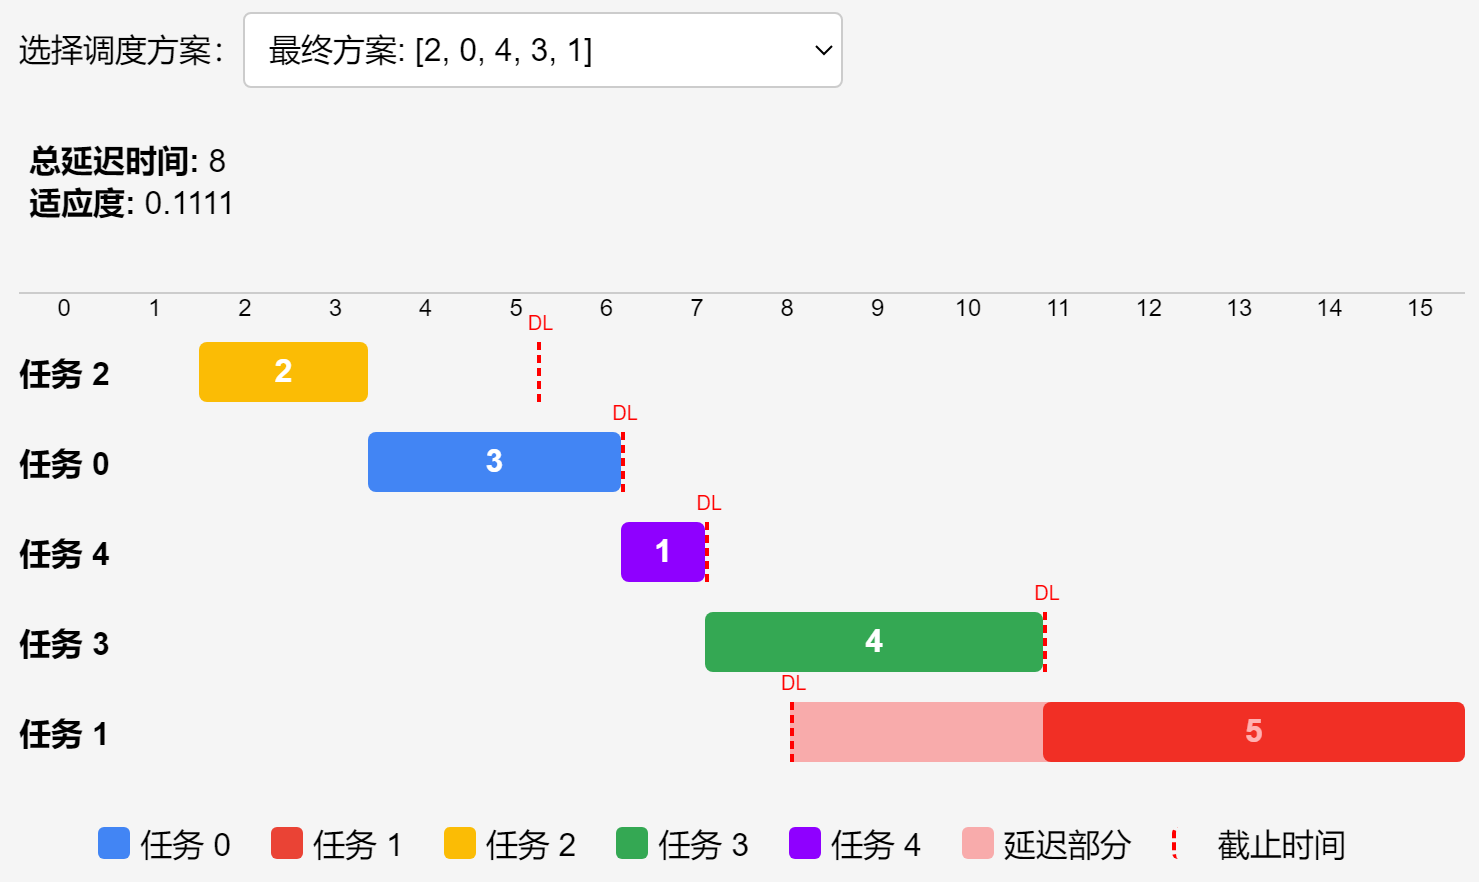 选择调度方案： 最终方案: [2, 0, 4, 3, 1]
总延迟时间: 8
适应度: 0.1111
0 1 2 3 4 5 6 7 8 9 10 11 12 13 14 15
DL
任务 2 2
DL
任务 0 3
DL
任务 4 1
DL
任务 3 4
DL
任务 1 5
任务 0 任务 1 任务 2 任务 3 任务 4 延迟部分 截止时间